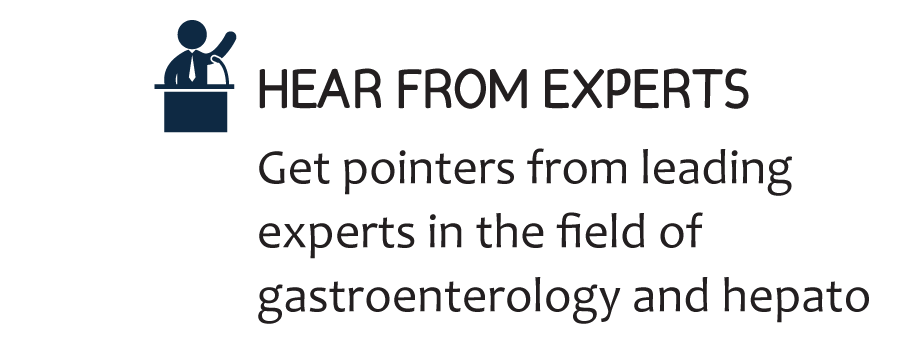 HEAR FROM EXPERTS
Get pointers from leading
experts in the field of
gastroenterology and hepato